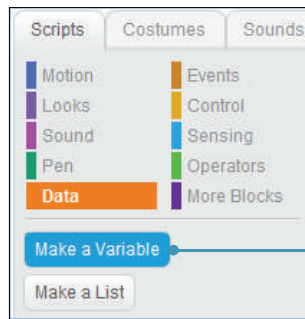 Scripts Costumes Sounds
Motion Events
Looks Control
Sound Sensing
Pen Operators
Data More Blocks
Make a Variable
Make a List